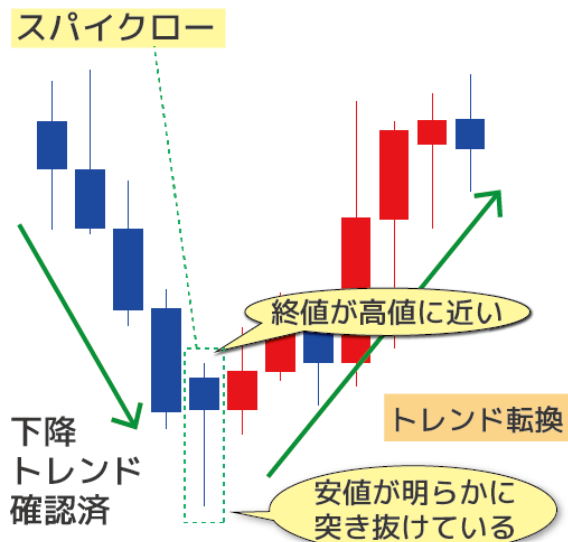 スパイクロー
終値が高値に近い
トレンド転換
下降
トレンド
確認済
安値が明らかに
突き抜けている